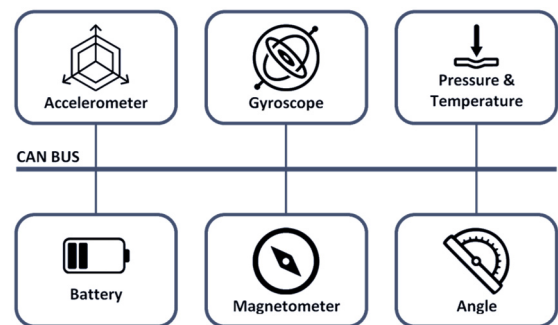 Accelerometer
Gyroscope
Pressure &
Temperature
CAN BUS
Battery
Magnetometer
Angle